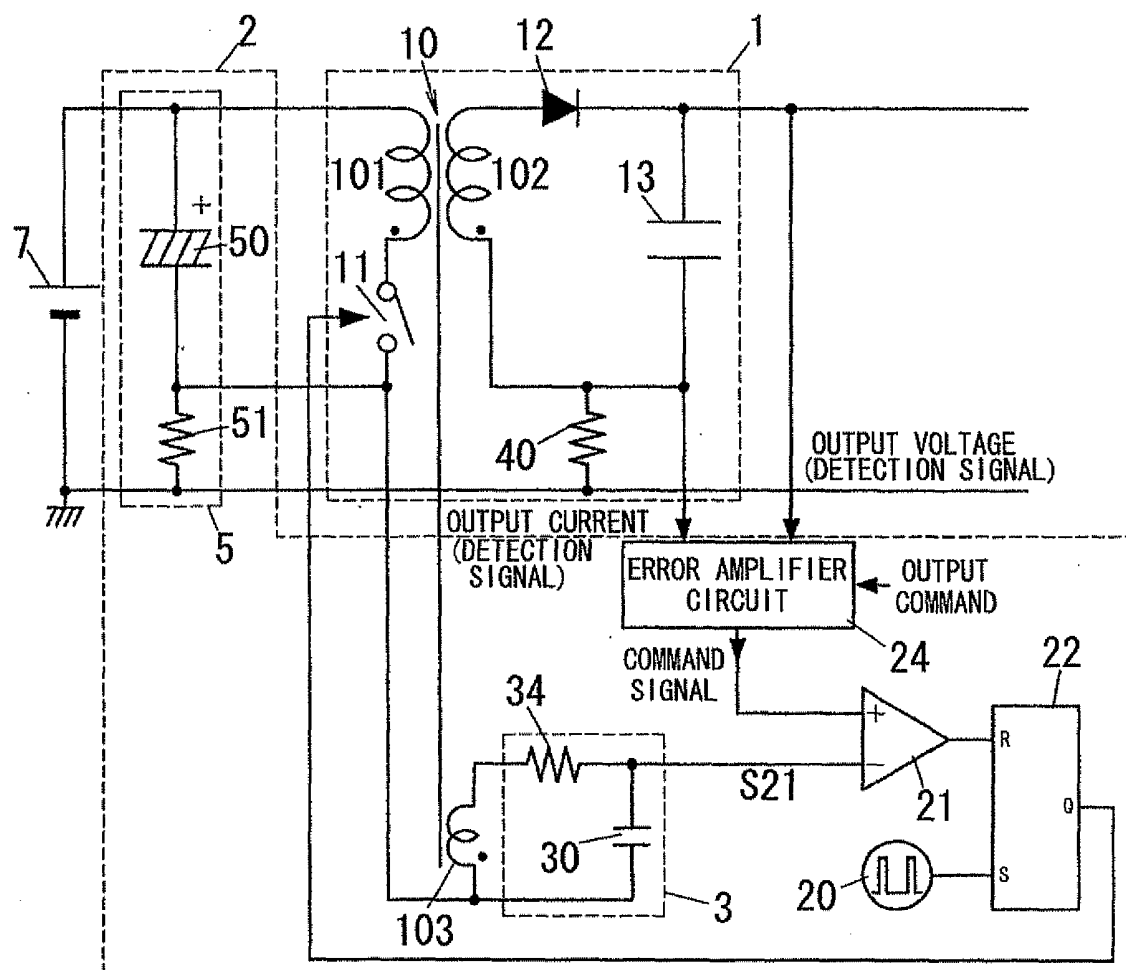 2
10
12
1
101
102
13
+
50
7
11
51
40
OUTPUT VOLTAGE
(DETECTION SIGNAL)
5
OUTPUT CURRENT
(DETECTION
SIGNAL)
ERROR AMPLIFIER
CIRCUIT
OUTPUT
COMMAND
24
COMMAND
SIGNAL
22
34
+
R
−
S21
21
Q
30
20
S
103
3